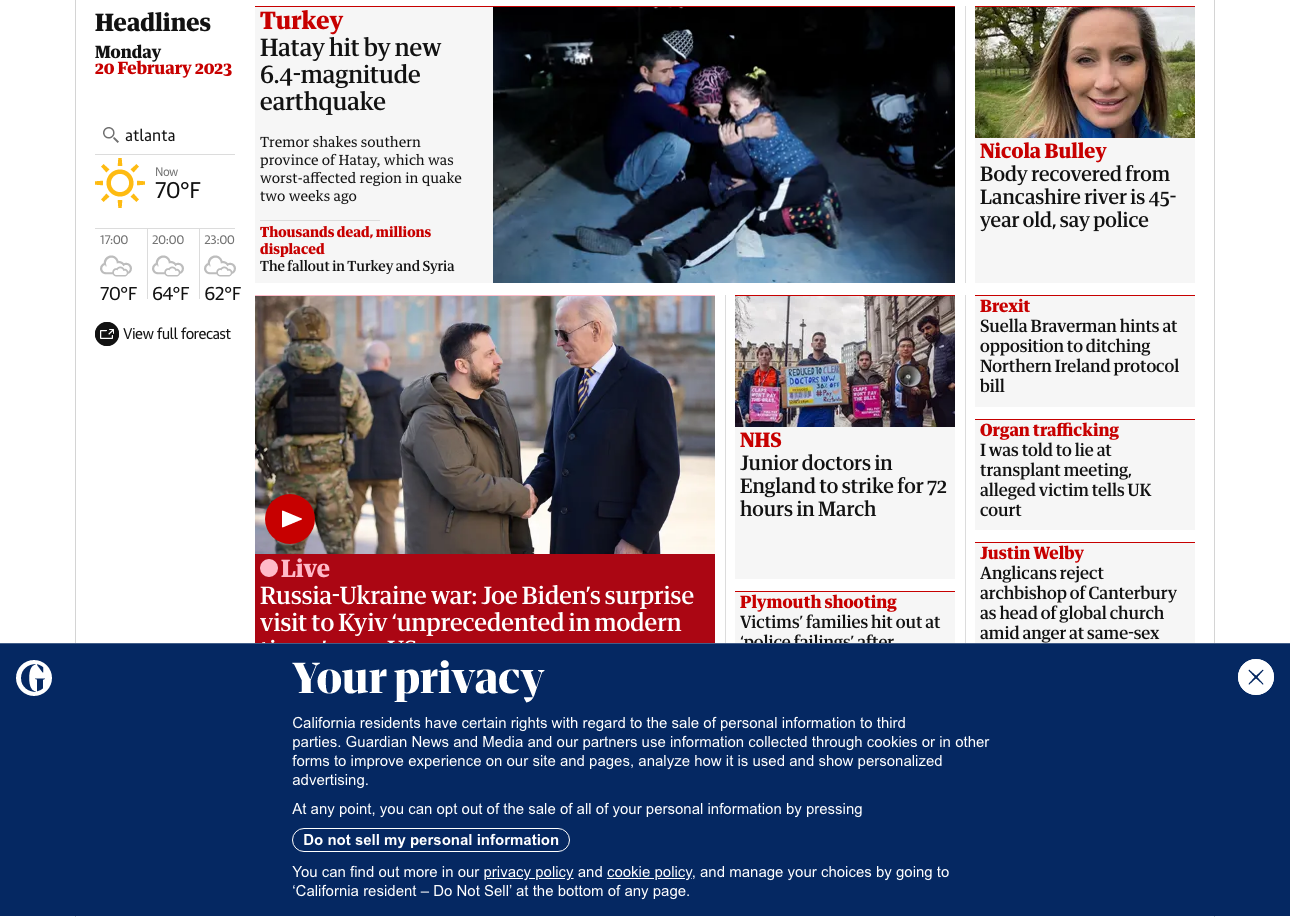 Headlines
Monday
20 February 2023
atlanta
Now
70°F
17:00
20:00
23:00
70°F
64°F
62°F
View full forecast
Turkey
Hatay hit by new
6.4-magnitude
earthquake
Tremor shakes southern
province of Hatay, which was
worst-affected region in quake
two weeks ago
Thousands dead, millions
displaced
The fallout in Turkey and Syria
Nicola Bulley
Body recovered from
Lancashire river is 45-
year old, say police
Live
Russia-Ukraine war: Joe Biden’s surprise
visit to Kyiv ‘unprecedented in modern
REDUCED TO CLEAR
DOCTORS NOW
CLAPS
WON'T PAY
THE BILLS
NHS
Junior doctors in
England to strike for 72
hours in March
Plymouth shooting
Victims’ families hit out at
‘police failings’ after
Brexit
Suella Braverman hints at
opposition to ditching
Northern Ireland protocol
bill
Organ trafficking
I was told to lie at
transplant meeting,
alleged victim tells UK
court
Justin Welby
Anglicans reject
archbishop of Canterbury
as head of global church
amid anger at same-sex
Your privacy
California residents have certain rights with regard to the sale of personal information to third
parties. Guardian News and Media and our partners use information collected through cookies or in other
forms to improve experience on our site and pages, analyze how it is used and show personalized
advertising.
At any point, you can opt out of the sale of all of your personal information by pressing
Do not sell my personal information
You can find out more in our privacy policy and cookie policy, and manage your choices by going to
‘California resident – Do Not Sell’ at the bottom of any page.